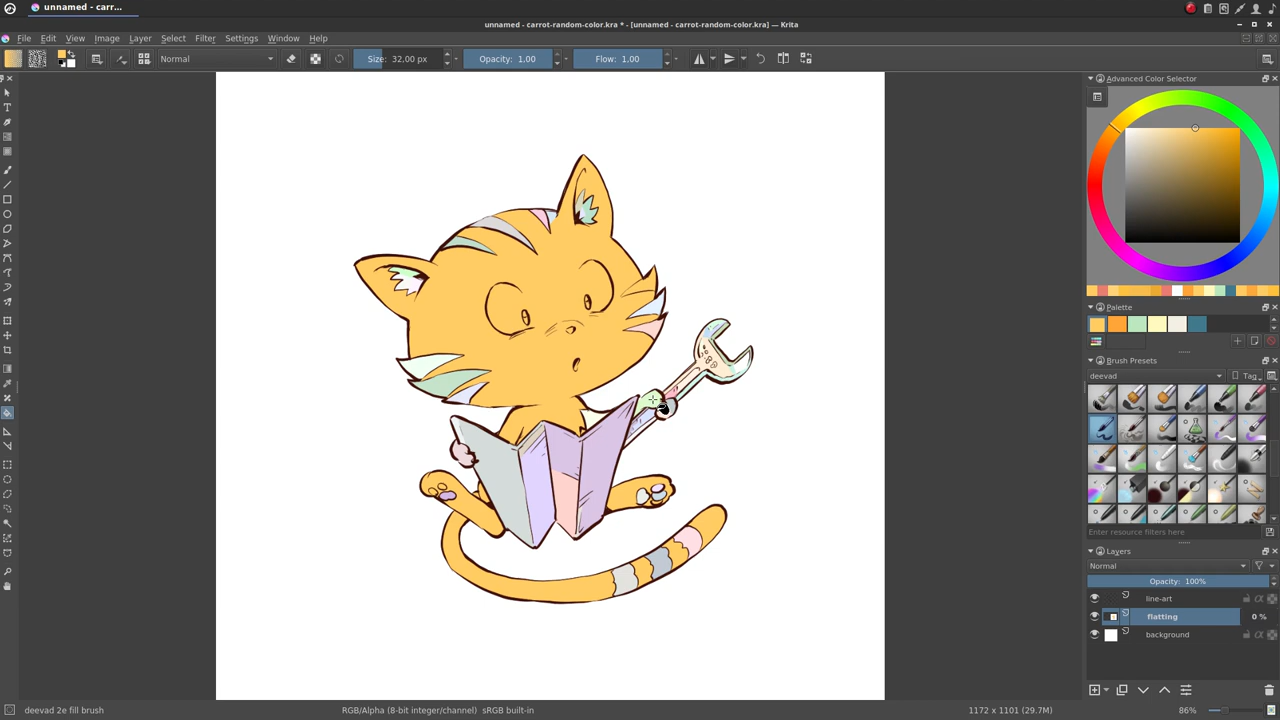 unnamed - carr...
unnamed - carrot-random-color.kra * - [unnamed - carrot-random-color.kra] — Krita
File Edit View Image Layer Select Filter Settings Window Help
Normal
Size: 32,00 px
Opacity: 1,00
Flow: 1,00
Advanced Color Selector
Palette
Brush Presets
deevad
Tag
Enter resource filters here
Layers
Normal
Opacity: 100%
line-art
flatting 0 %
background
deevad 2e fill brush
RGB/Alpha (8-bit integer/channel) sRGB built-in
1172 x 1101 (29.7M)
86%